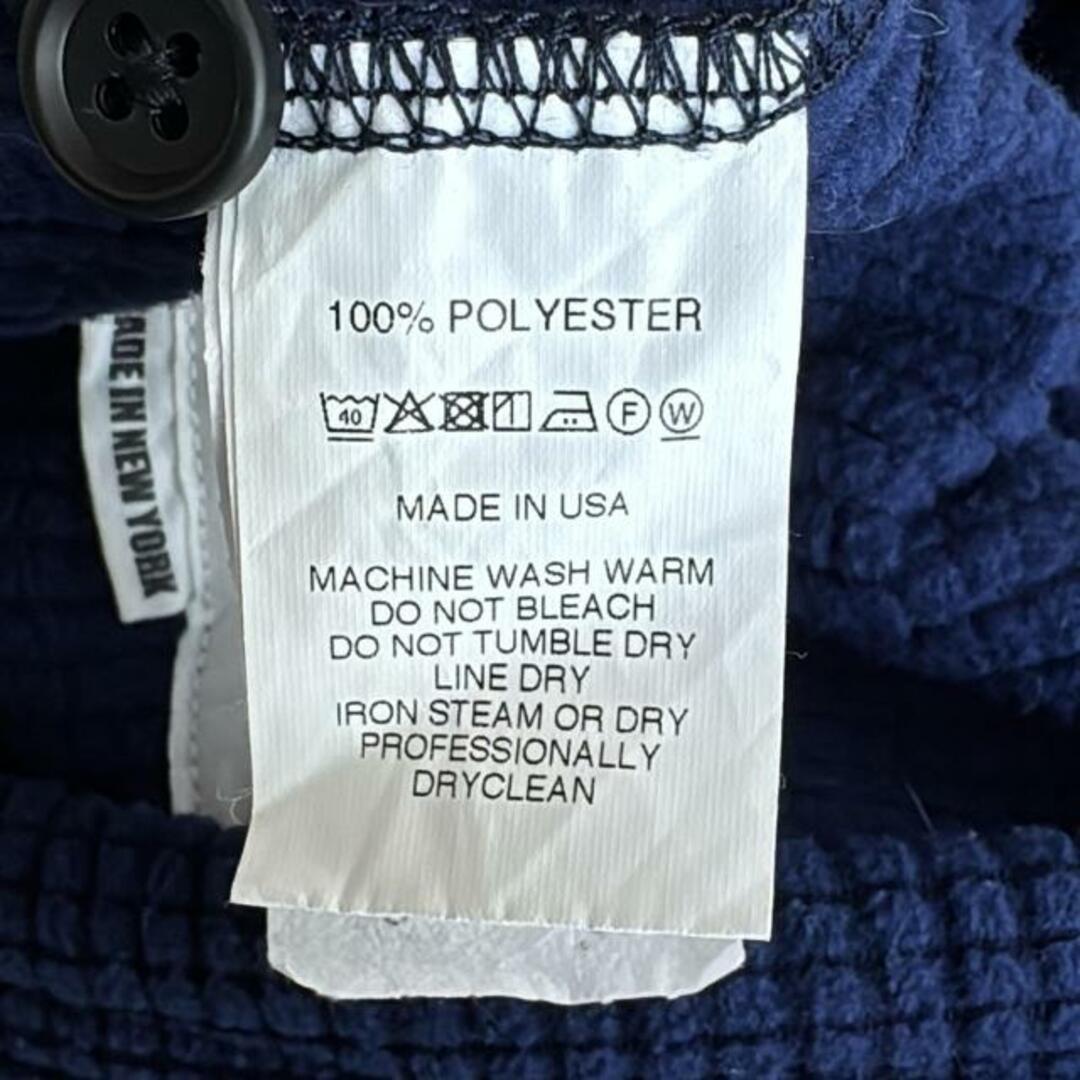 100% POLYESTER
40 F W
MADE IN USA
MACHINE WASH WARM
DO NOT BLEACH
DO NOT TUMBLE DRY
LINE DRY
IRON STEAM OR DRY
PROFESSIONALLY
DRYCLEAN
IN NEW YORK